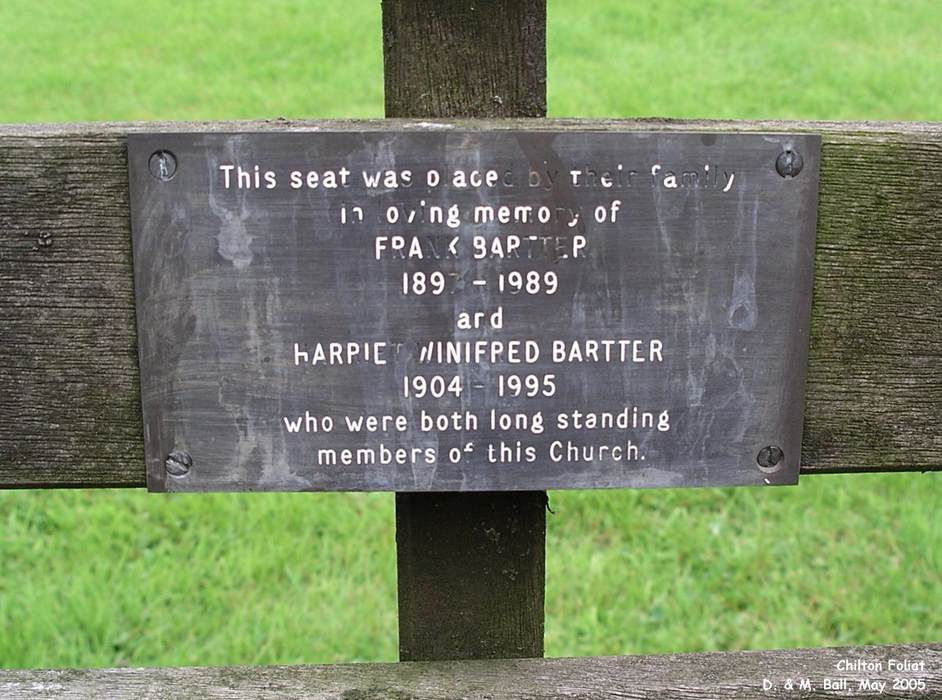 This seat was placed by their family
in loving memory of
FRANK BARTTER
1897 - 1989
and
HARRIET WINIFRED BARTTER
1904 - 1995
who were both long standing
members of this Church.
Chilton Foliat
D. & M. Ball, May 2005